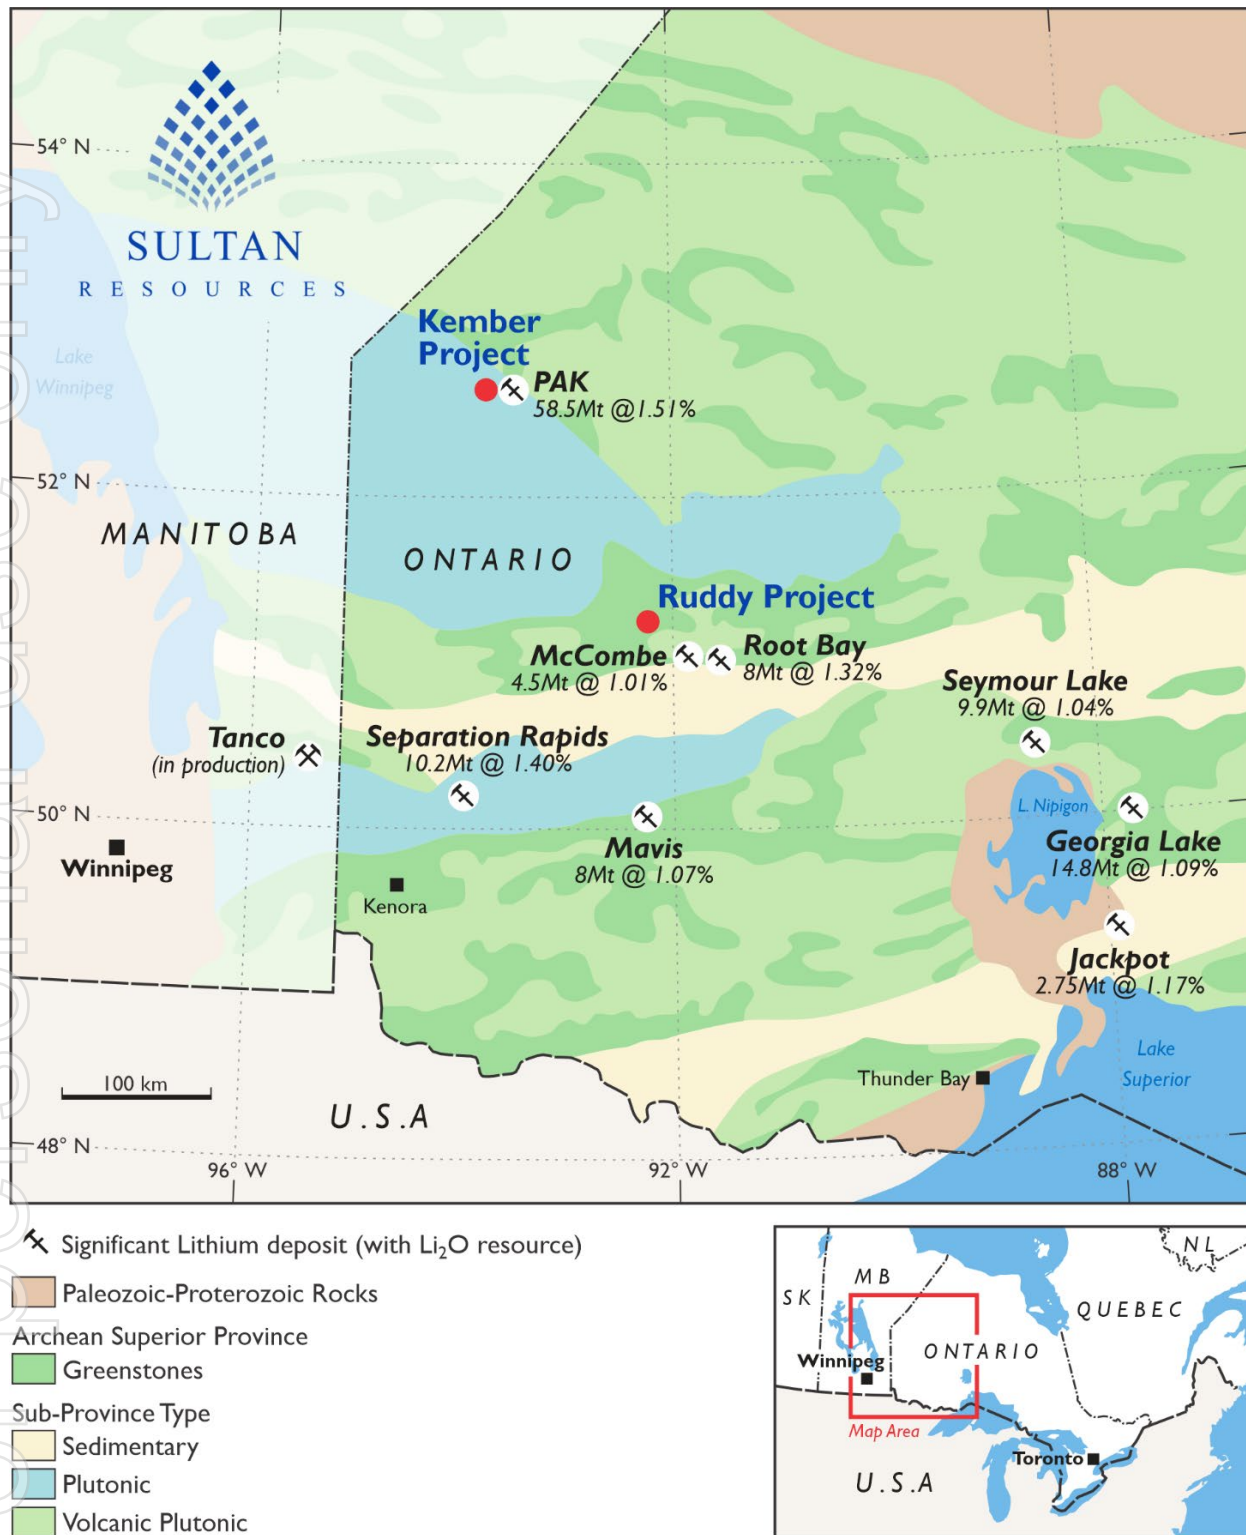 54° N
SULTAN
RESOURCES
Lake
Winnipeg
Kember
Project
PAK
58.5Mt @1.51%
52° N
MANITOBA
ONTARIO
Ruddy Project
McCombe
4.5Mt @ 1.01%
Root Bay
8Mt @ 1.32%
Seymour Lake
9.9Mt @ 1.04%
Tanco
(in production)
Separation Rapids
10.2Mt @ 1.40%
50° N
L. Nipigon
Winnipeg
Mavis
8Mt @ 1.07%
Georgia Lake
14.8Mt @ 1.09%
Kenora
Jackpot
2.75Mt @ 1.17%
Lake
Superior
Thunder Bay
100 km
U.S.A
48° N
96° W
92° W
88° W
Significant Lithium deposit (with Li₂O resource)
Paleozoic-Proterozoic Rocks
Archean Superior Province
Greenstones
Sub-Province Type
Sedimentary
Plutonic
Volcanic Plutonic
NL
MB
SK
QUEBEC
ONTARIO
Winnipeg
Map Area
Toronto
U.S.A